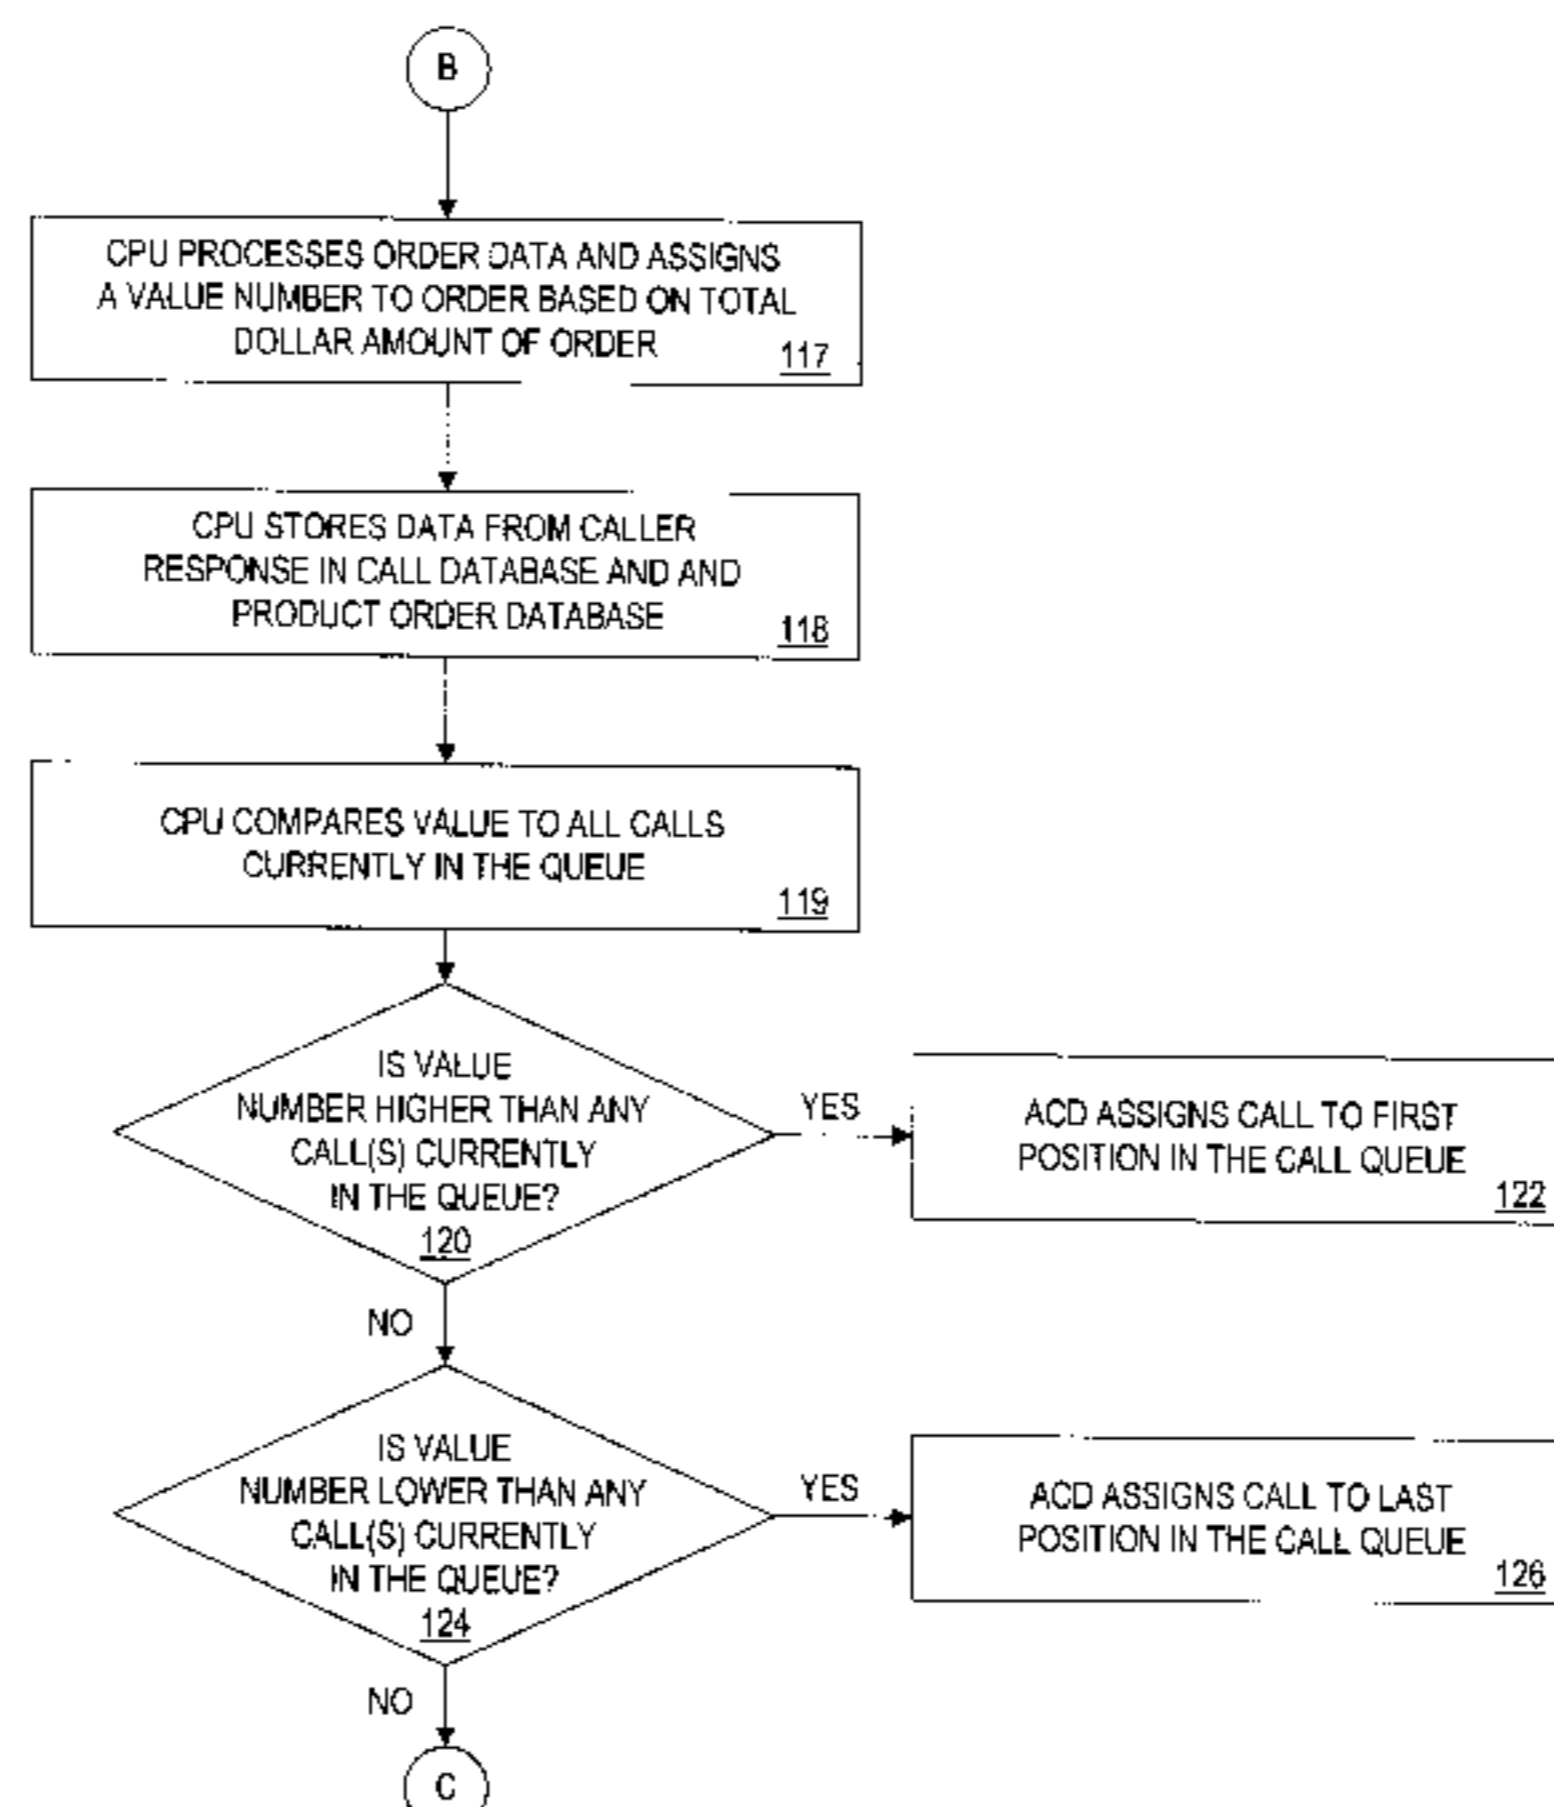 B
CPU PROCESSES ORDER DATA AND ASSIGNS
A VALUE NUMBER TO ORDER BASED ON TOTAL
DOLLAR AMOUNT OF ORDER
117
CPU STORES DATA FROM CALLER
RESPONSE IN CALL DATABASE AND AND
PRODUCT ORDER DATABASE
118
CPU COMPARES VALUE TO ALL CALLS
CURRENTLY IN THE QUEUE
119
IS VALUE
NUMBER HIGHER THAN ANY
CALL(S) CURRENTLY
IN THE QUEUE?
120
YES
ACD ASSIGNS CALL TO FIRST
POSITION IN THE CALL QUEUE
122
NO
IS VALUE
NUMBER LOWER THAN ANY
CALL(S) CURRENTLY
IN THE QUEUE?
124
YES
ACD ASSIGNS CALL TO LAST
POSITION IN THE CALL QUEUE
126
NO
C